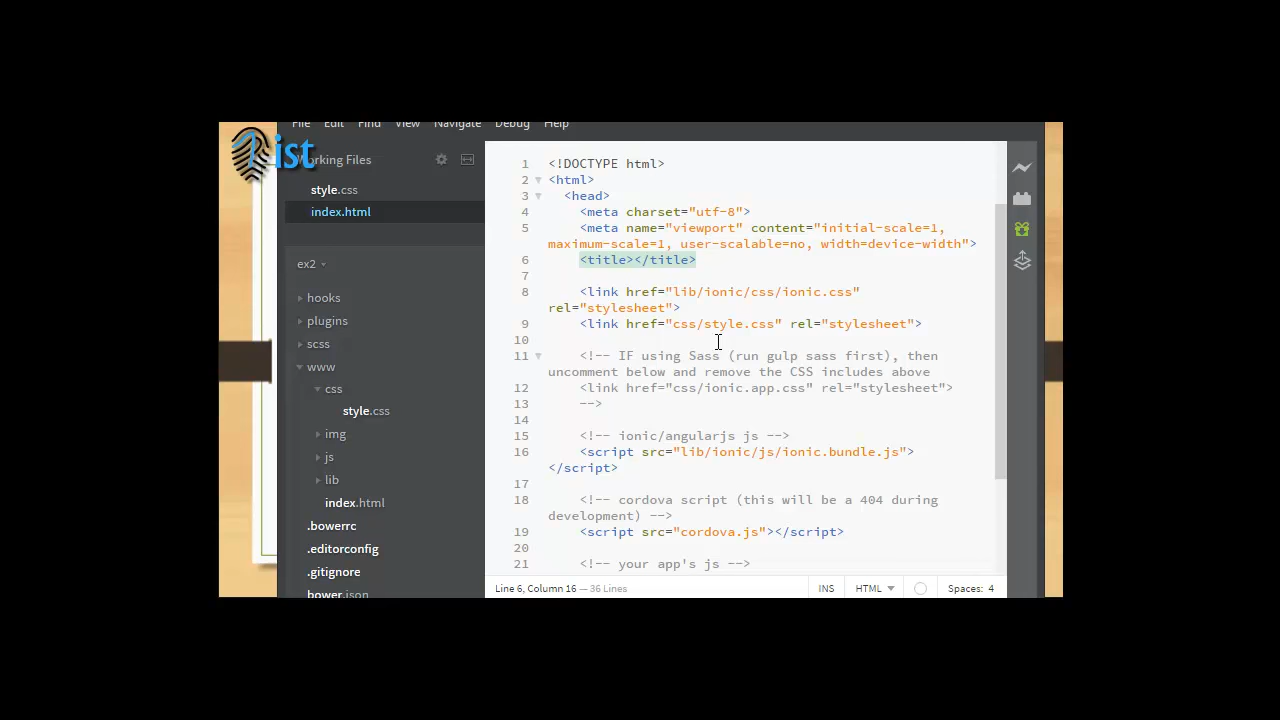 File Edit Find View Navigate Debug Help
ist
Working Files
style.css
index.html
ex2
hooks
plugins
scss
www
css
style.css
img
js
lib
index.html
.bowerrc
.editorconfig
.gitignore
bower.json
1 <!DOCTYPE html>
2 <html>
3 <head>
4 <meta charset="utf-8">
5 <meta name="viewport" content="initial-scale=1,
maximum-scale=1, user-scalable=no, width=device-width">
6 <title></title>
7
8 <link href="lib/ionic/css/ionic.css"
rel="stylesheet">
9 <link href="css/style.css" rel="stylesheet">
10
11 <!-- IF using Sass (run gulp sass first), then
uncomment below and remove the CSS includes above
12 <link href="css/ionic.app.css" rel="stylesheet">
13 -->
14
15 <!-- ionic/angularjs js -->
16 <script src="lib/ionic/js/ionic.bundle.js">
</script>
17
18 <!-- cordova script (this will be a 404 during
development) -->
19 <script src="cordova.js"></script>
20
21 <!-- your app's js -->
Line 6, Column 16 — 36 Lines
INS HTML Spaces: 4